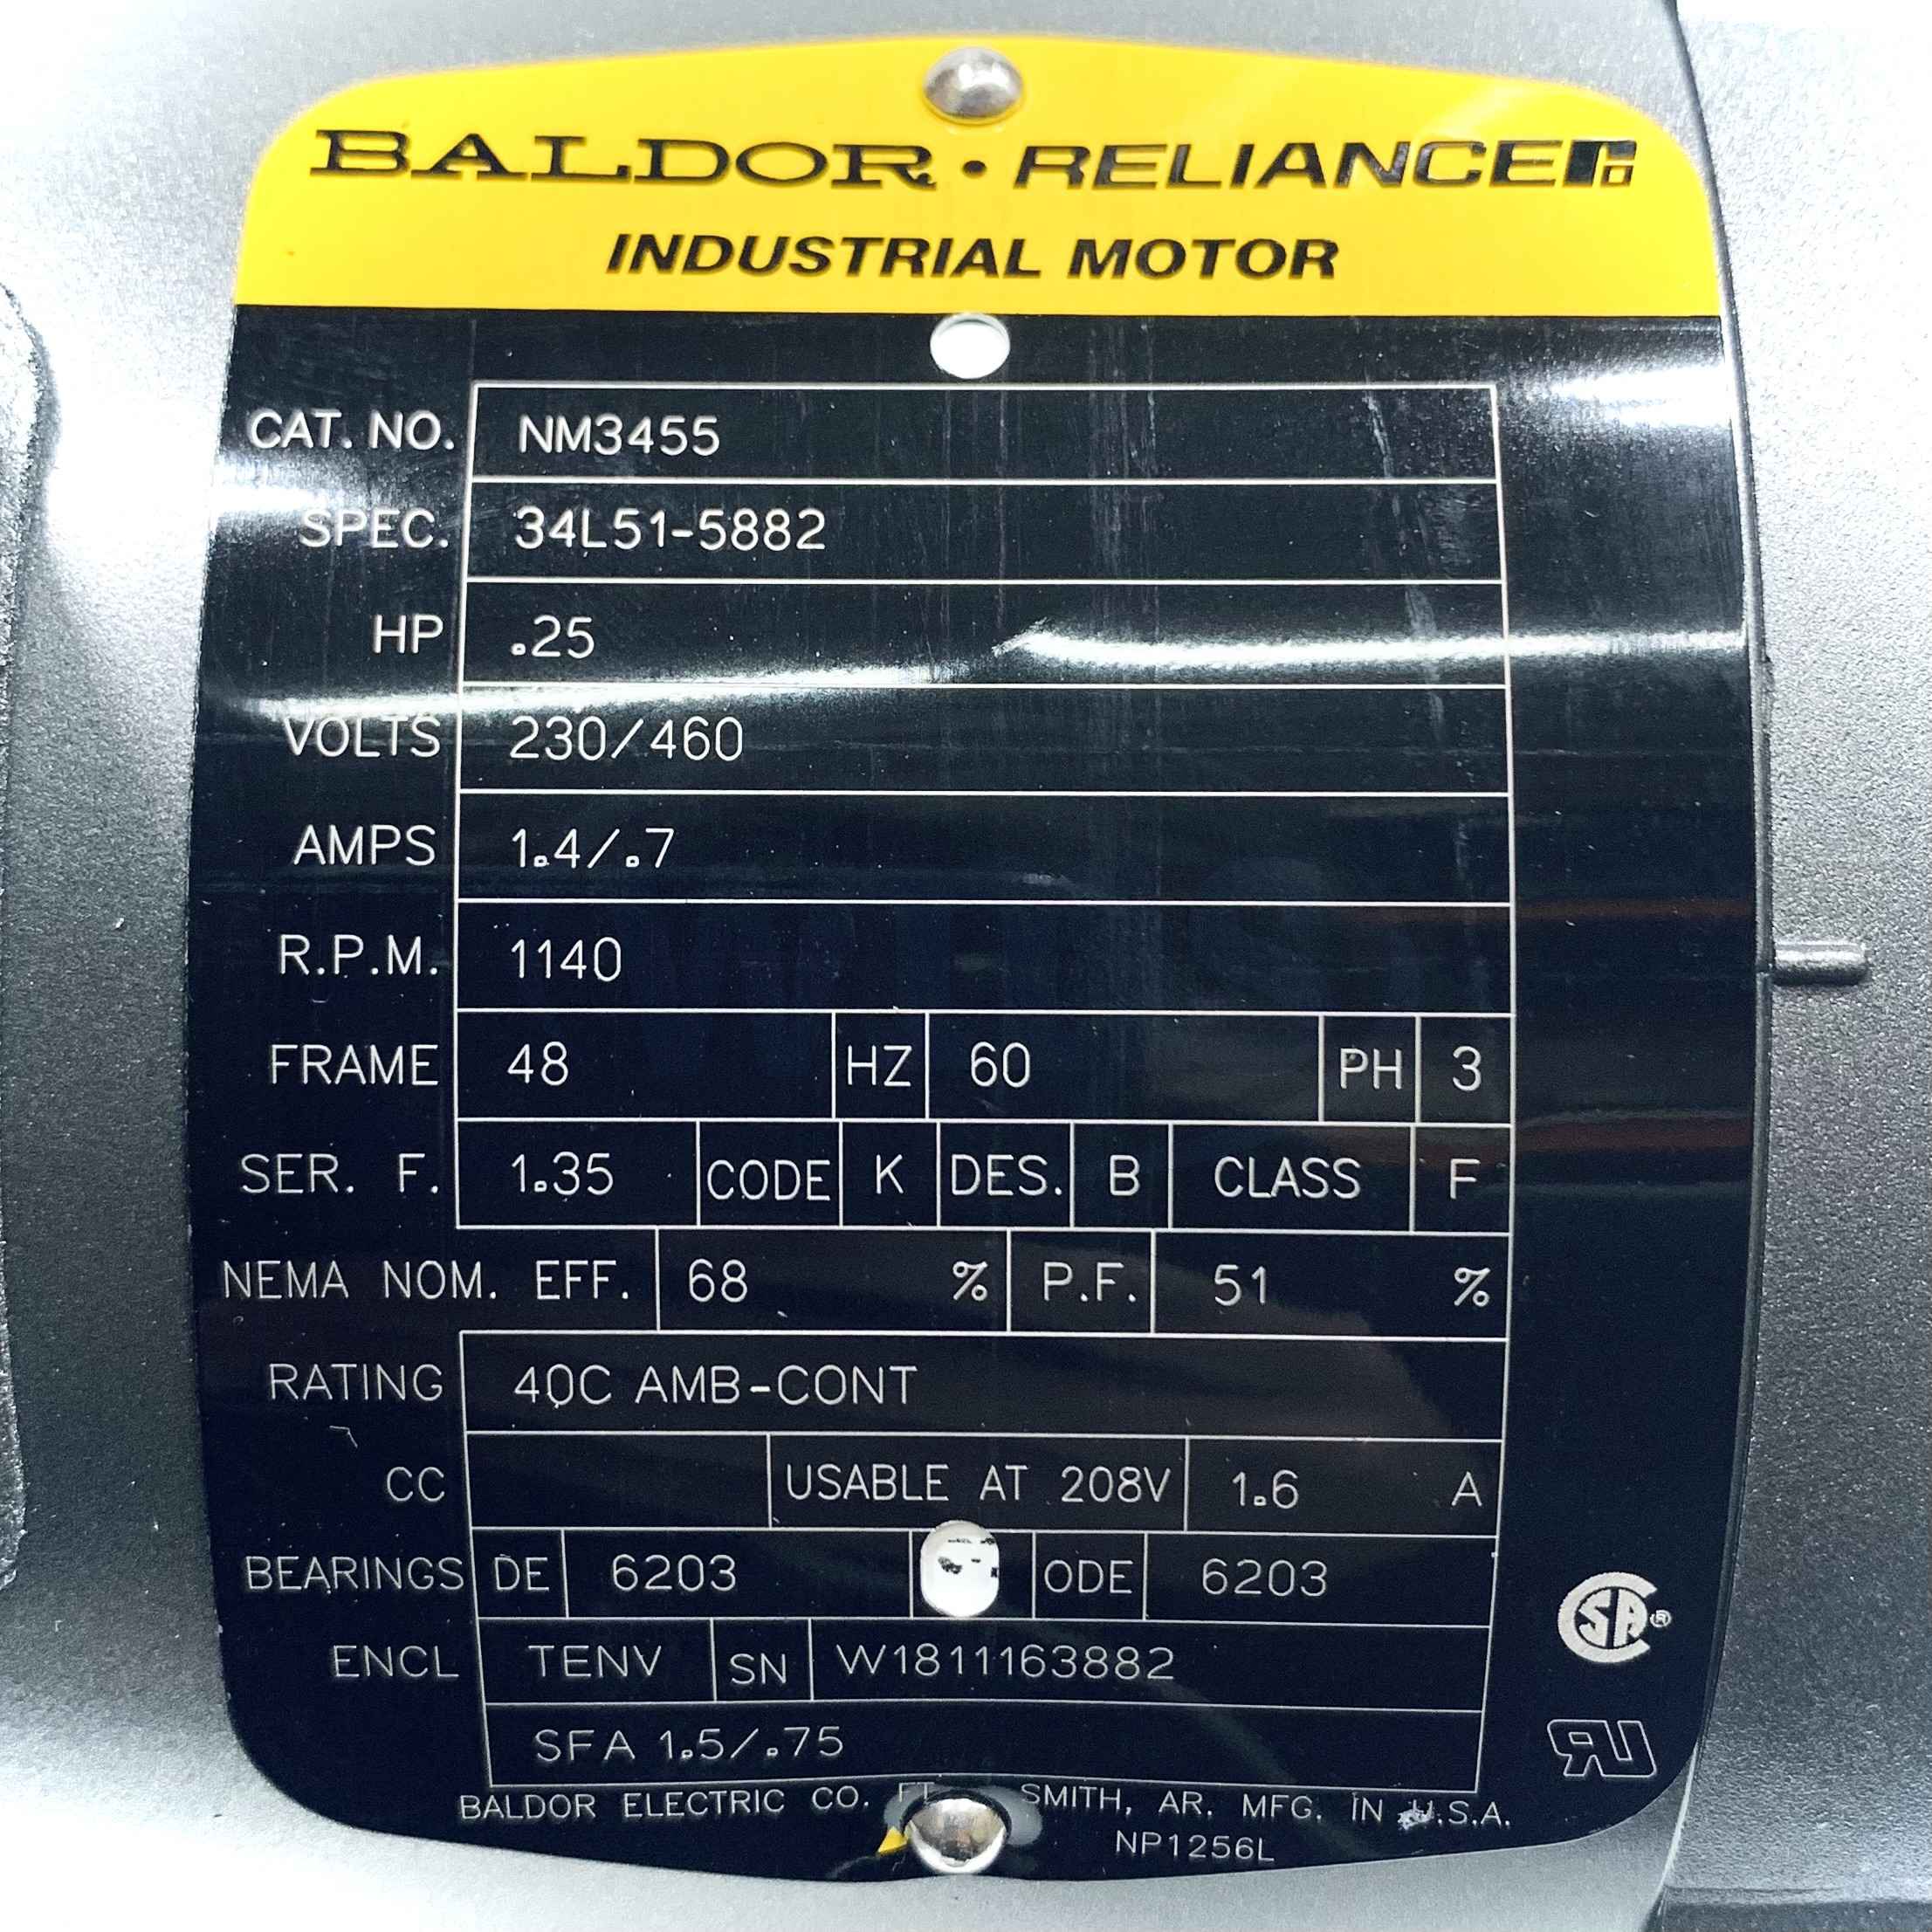 BALDOR • RELIANCE
INDUSTRIAL MOTOR
CAT. NO. NM3455
SPEC. 34L51-5882
HP .25
VOLTS 230/460
AMPS 1.4/.7
R.P.M. 1140
FRAME 48 HZ 60 PH 3
SER. F. 1.35 CODE K DES. B CLASS F
NEMA NOM. EFF. 68 % P.F. 51 %
RATING 40C AMB-CONT
CC USABLE AT 208V 1.6 A
BEARINGS DE 6203 ODE 6203
ENCL TENV SN W1811163882
SFA 1.5/.75
BALDOR ELECTRIC CO. FT. SMITH, AR. MFG. IN U.S.A.
NP1256L
CSA ®
RU